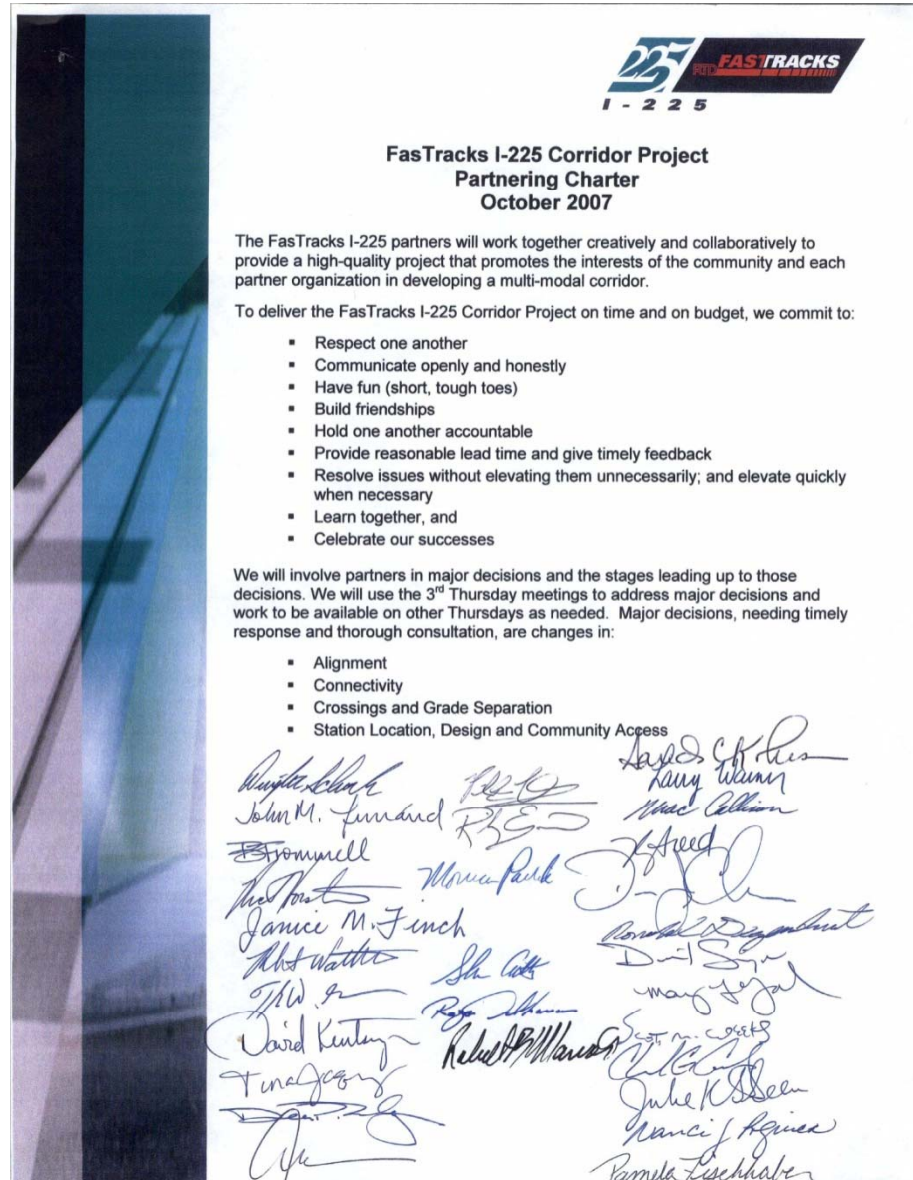 225
RTD FASTRACKS
I - 225
FasTracks I-225 Corridor Project
Partnering Charter
October 2007
The FasTracks I-225 partners will work together creatively and collaboratively to
provide a high-quality project that promotes the interests of the community and each
partner organization in developing a multi-modal corridor.
To deliver the FasTracks I-225 Corridor Project on time and on budget, we commit to:
▪ Respect one another
▪ Communicate openly and honestly
▪ Have fun (short, tough toes)
▪ Build friendships
▪ Hold one another accountable
▪ Provide reasonable lead time and give timely feedback
▪ Resolve issues without elevating them unnecessarily; and elevate quickly
when necessary
▪ Learn together, and
▪ Celebrate our successes
We will involve partners in major decisions and the stages leading up to those
decisions. We will use the 3rd Thursday meetings to address major decisions and
work to be available on other Thursdays as needed. Major decisions, needing timely
response and thorough consultation, are changes in:
▪ Alignment
▪ Connectivity
▪ Crossings and Grade Separation
▪ Station Location, Design and Community Access
Larry Warner
John M.
Janice M. Finch
David
Tina
Julie K
Nanci J
Pamela Fischhaber